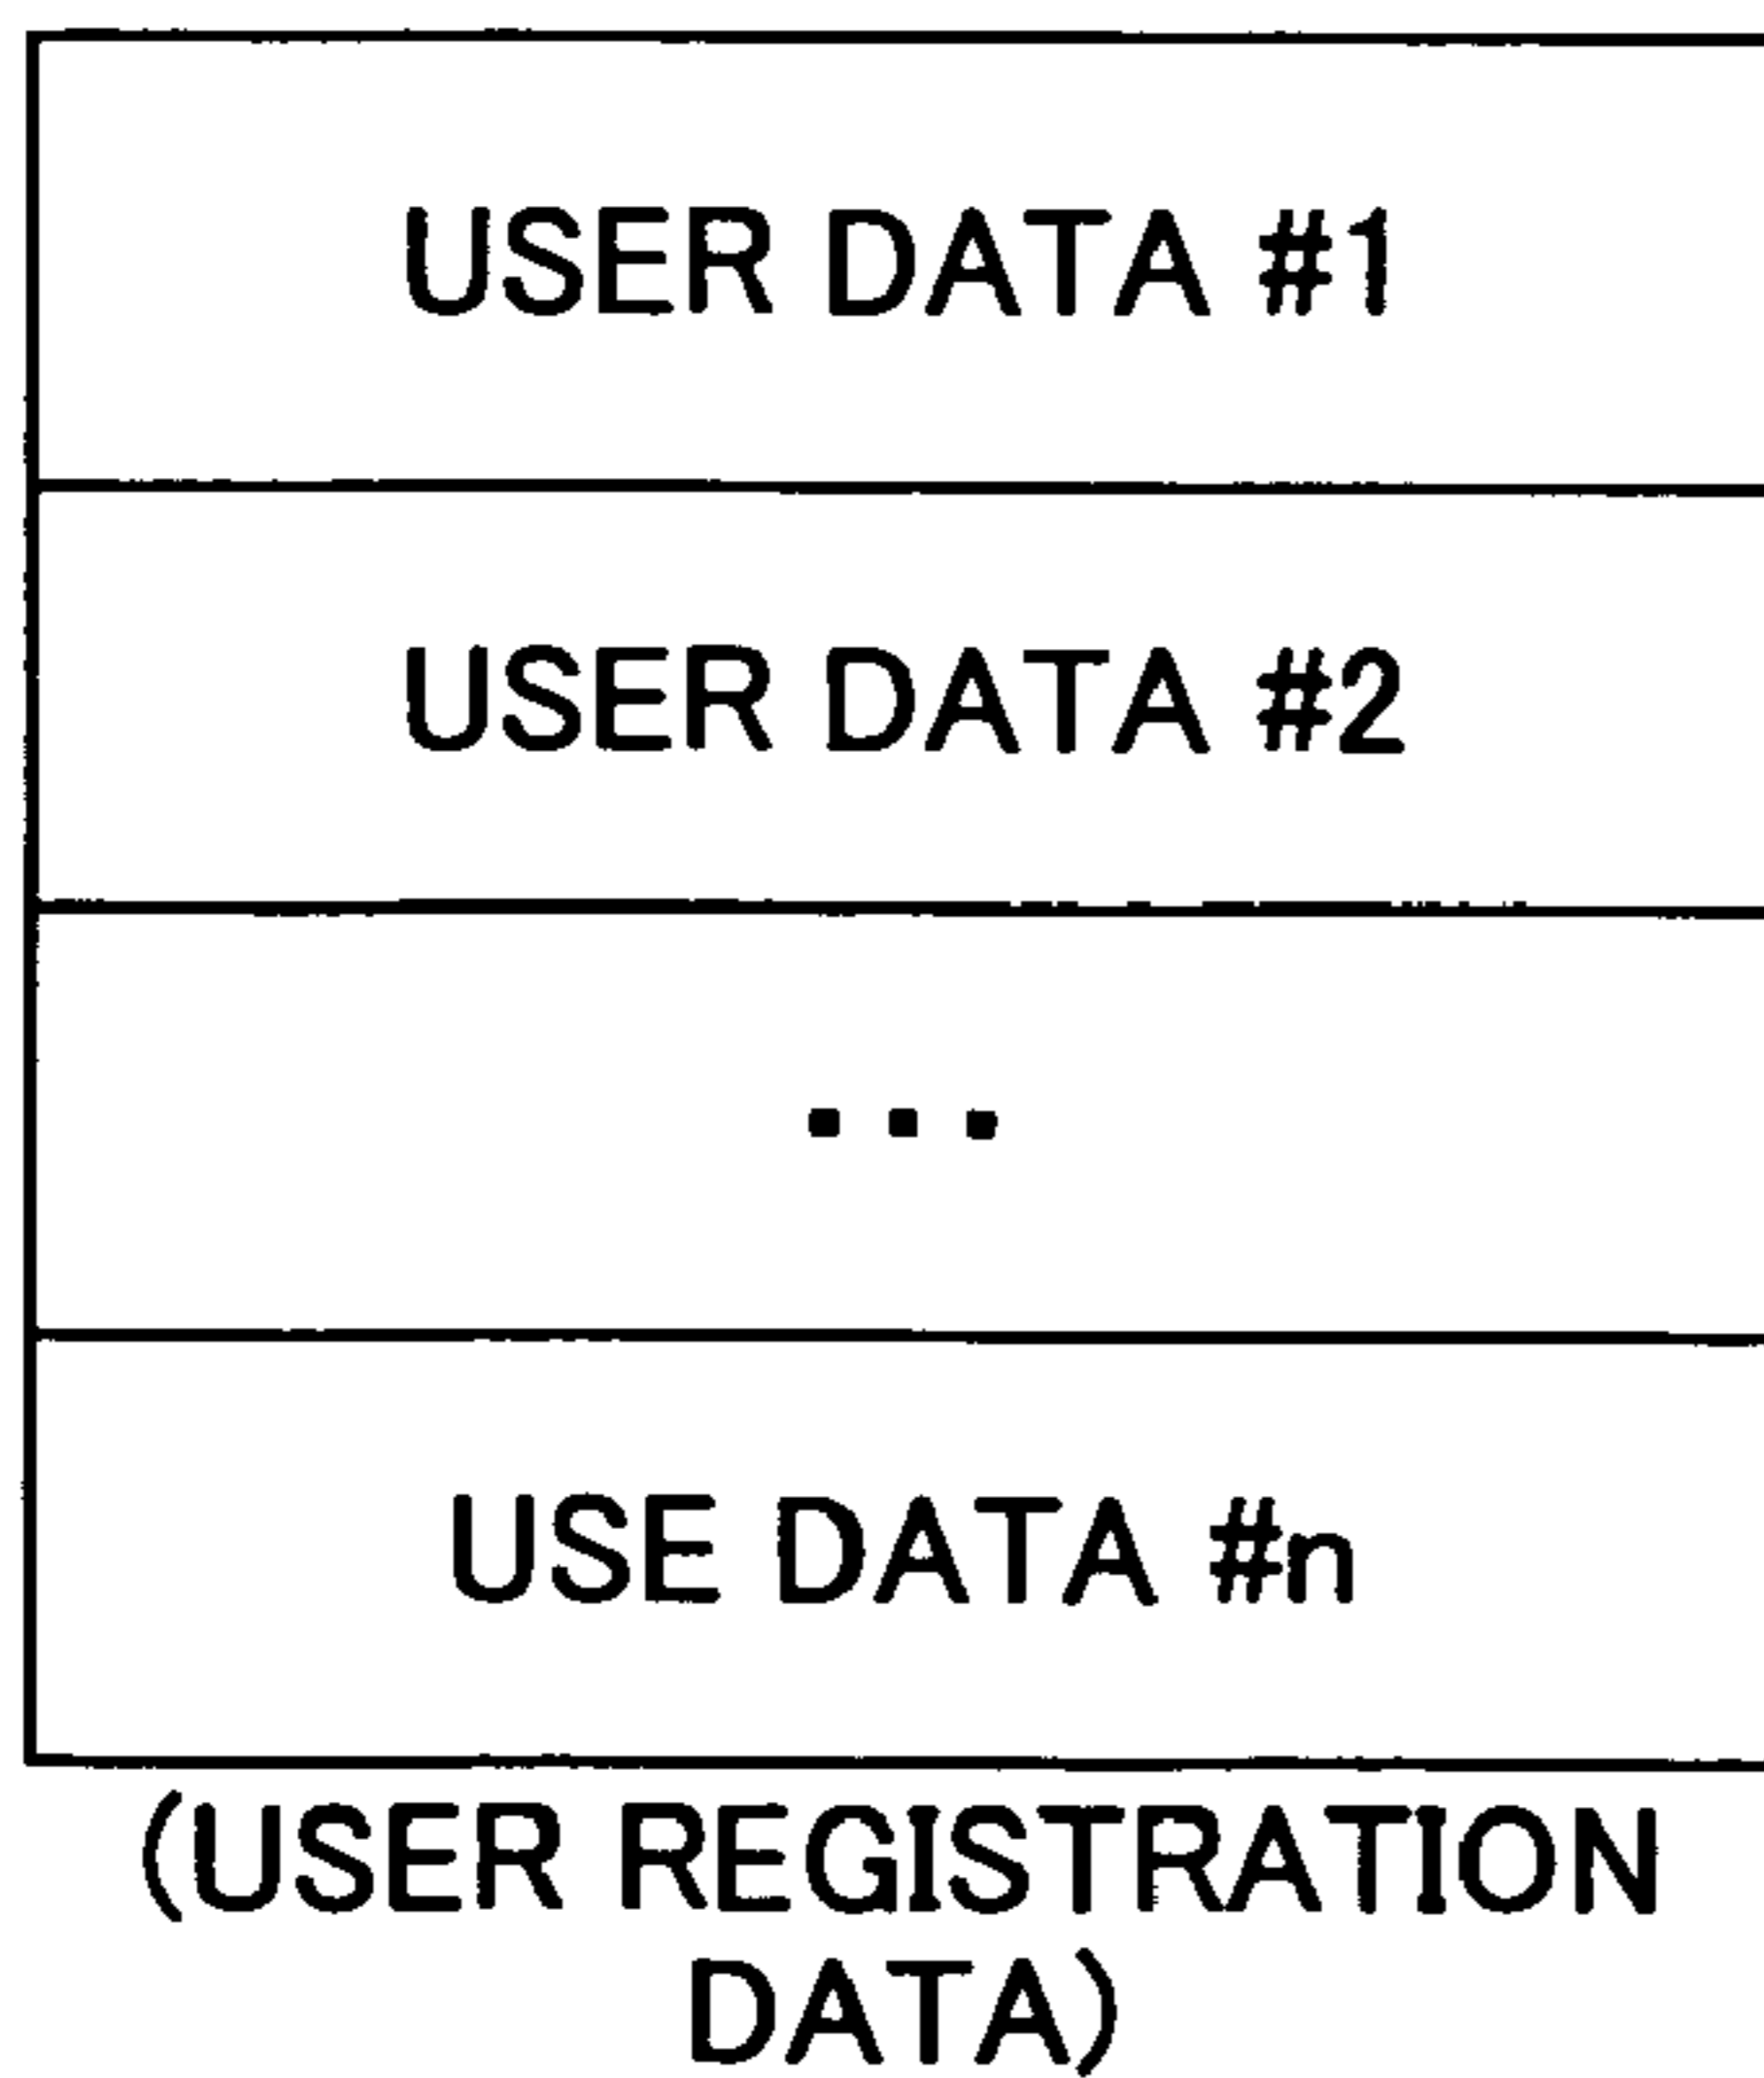 USER DATA #1
USER DATA #2
...
USE DATA #n
(USER REGISTRATION
DATA)